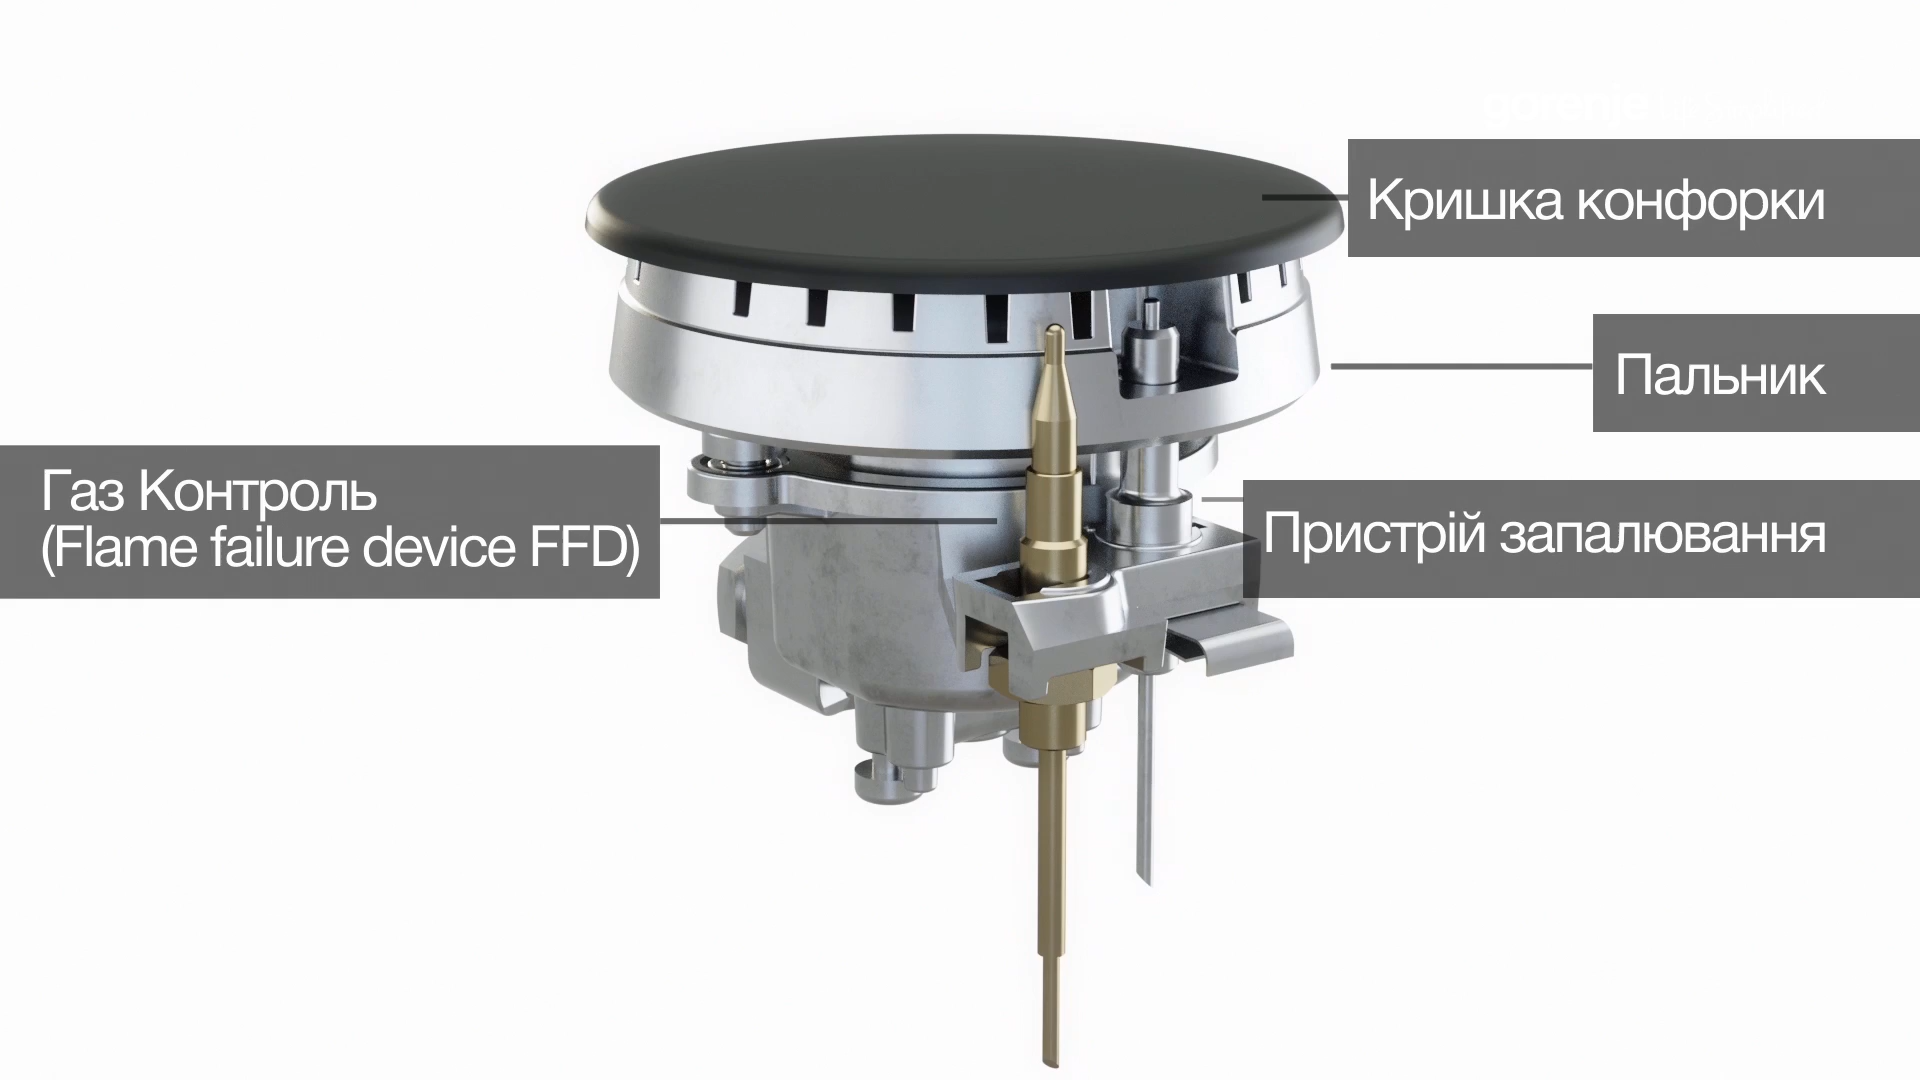 gorenje
Кришка конфорки
Пальник
Газ Контроль
(Flame failure device FFD)
Пристрій запалювання